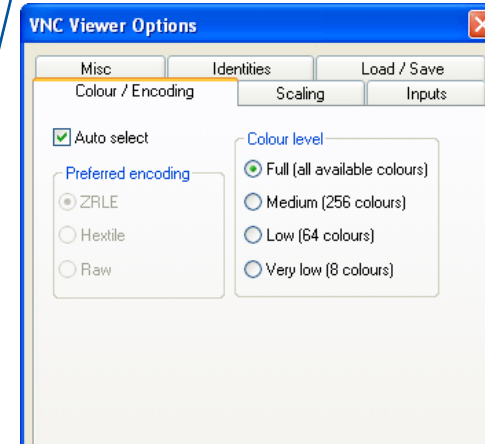 VNC Viewer Options
Misc
Identities
Load / Save
Colour / Encoding
Scaling
Inputs
Auto select
Preferred encoding
ZRLE
Hextile
Raw
Colour level
Full (all available colours)
Medium (256 colours)
Low (64 colours)
Very low (8 colours)